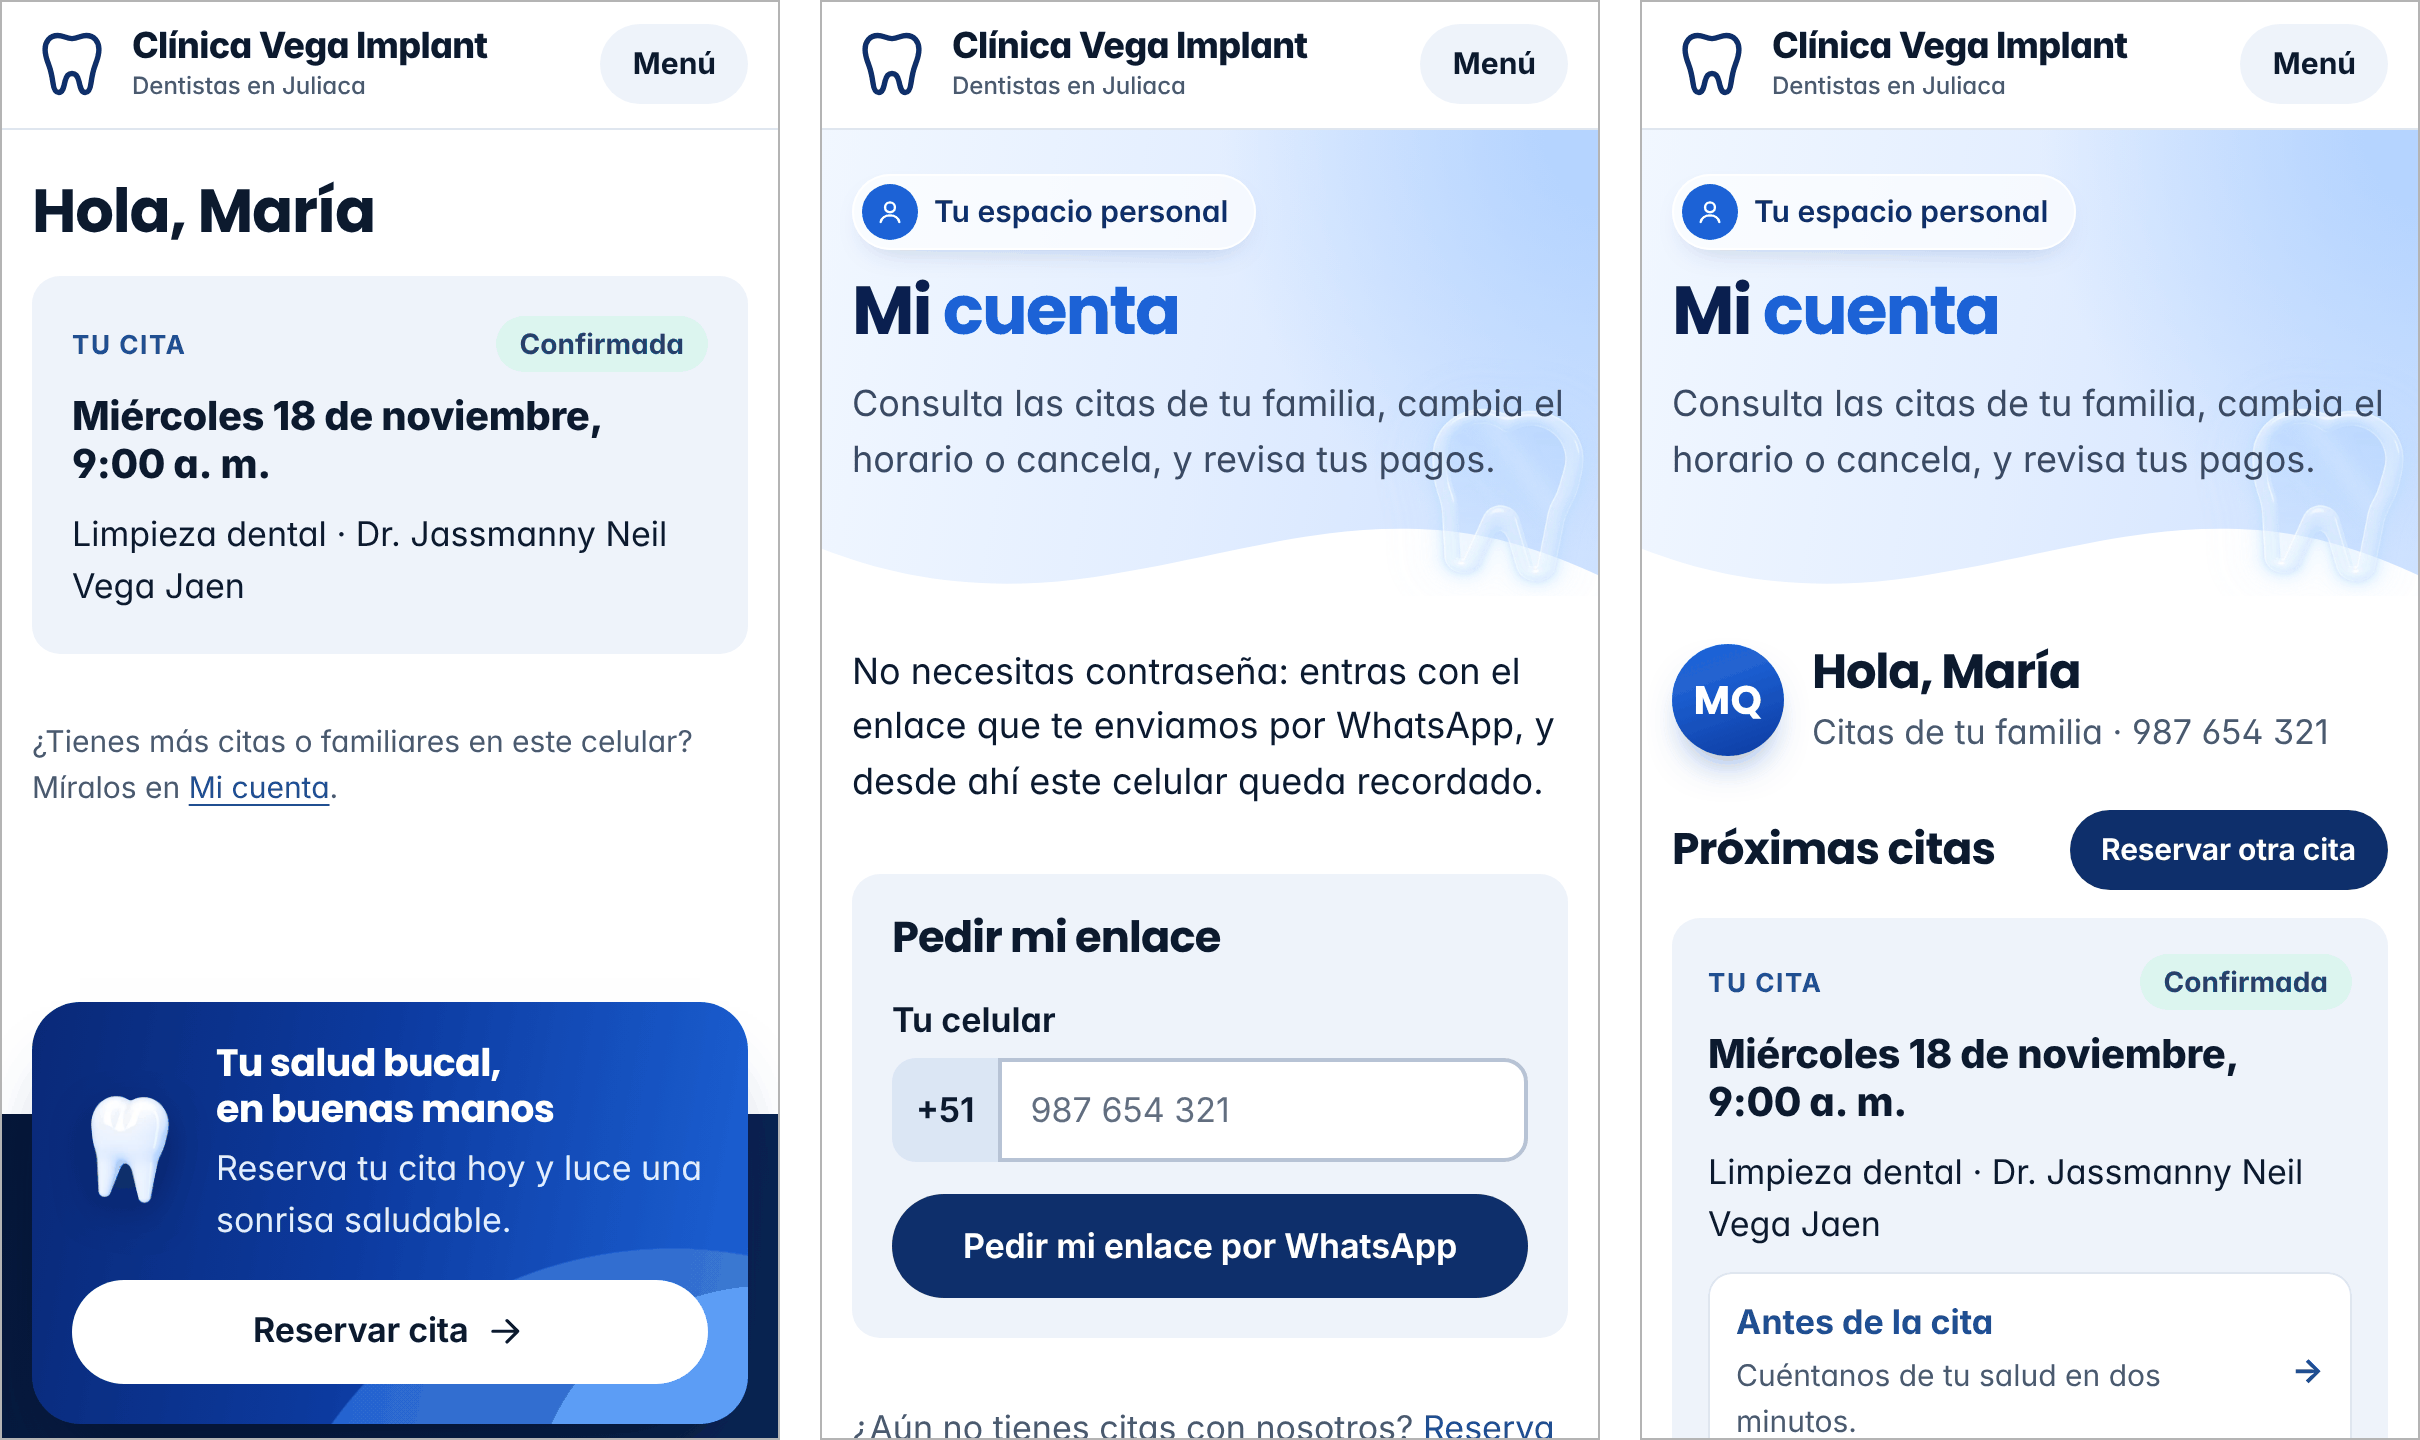 Clínica Vega Implant
Dentistas en Juliaca
Menú
Hola, María
TU CITA
Confirmada
Miércoles 18 de noviembre,
9:00 a. m.
Limpieza dental · Dr. Jassmanny Neil
Vega Jaen
¿Tienes más citas o familiares en este celular?
Míralos en Mi cuenta.
Tu salud bucal,
en buenas manos
Reserva tu cita hoy y luce una
sonrisa saludable.
Reservar cita →
Clínica Vega Implant
Dentistas en Juliaca
Menú
Tu espacio personal
Mi cuenta
Consulta las citas de tu familia, cambia el
horario o cancela, y revisa tus pagos.
No necesitas contraseña: entras con el
enlace que te enviamos por WhatsApp, y
desde ahí este celular queda recordado.
Pedir mi enlace
Tu celular
+51 987 654 321
Pedir mi enlace por WhatsApp
¿Aún no tienes citas con nosotros? Reserva
Clínica Vega Implant
Dentistas en Juliaca
Menú
Tu espacio personal
Mi cuenta
Consulta las citas de tu familia, cambia el
horario o cancela, y revisa tus pagos.
MQ
Hola, María
Citas de tu familia · 987 654 321
Próximas citas
Reservar otra cita
TU CITA
Confirmada
Miércoles 18 de noviembre,
9:00 a. m.
Limpieza dental · Dr. Jassmanny Neil
Vega Jaen
Antes de la cita
Cuéntanos de tu salud en dos
minutos.
→